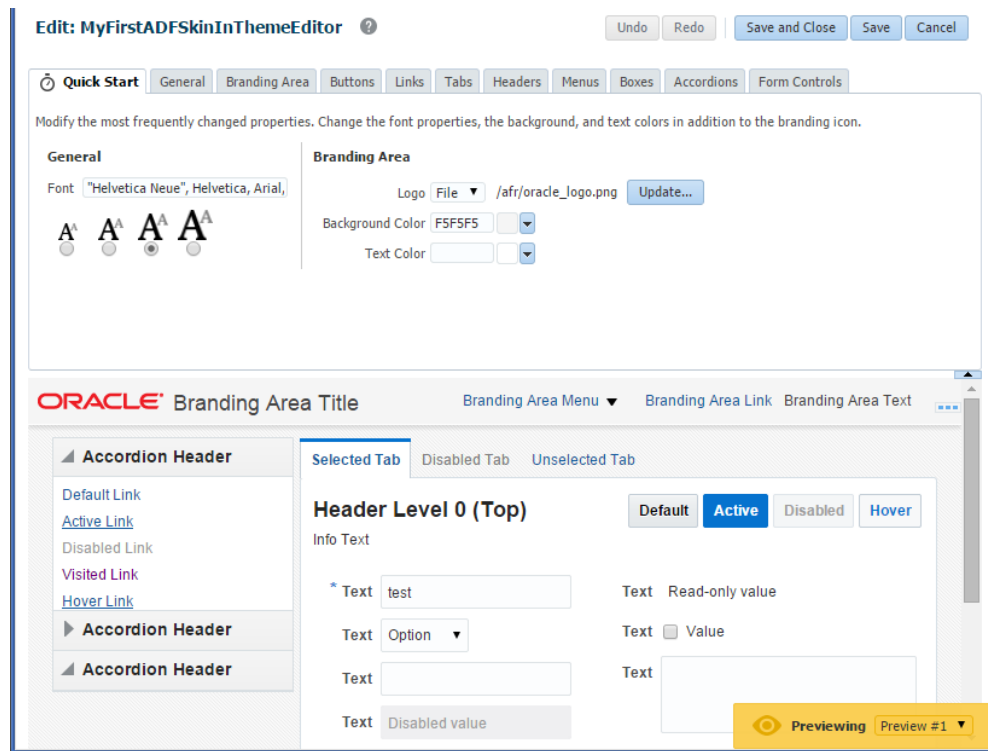 Edit: MyFirstADFSkinInThemeEditor ? Undo Redo Save and Close Save Cancel
Quick Start General Branding Area Buttons Links Tabs Headers Menus Boxes Accordions Form Controls
Modify the most frequently changed properties. Change the font properties, the background, and text colors in addition to the branding icon.
General
Font "Helvetica Neue", Helvetica, Arial,
AA AA AA AA
Branding Area
Logo File /afr/oracle_logo.png Update...
Background Color F5F5F5
Text Color
ORACLE Branding Area Title Branding Area Menu Branding Area Link Branding Area Text
Accordion Header
Default Link
Active Link
Disabled Link
Visited Link
Hover Link
Accordion Header
Accordion Header
Selected Tab Disabled Tab Unselected Tab
Header Level 0 (Top) Default Active Disabled Hover
Info Text
* Text test Text Read-only value
Text Option Text Value
Text Text
Text Disabled value
Previewing Preview #1